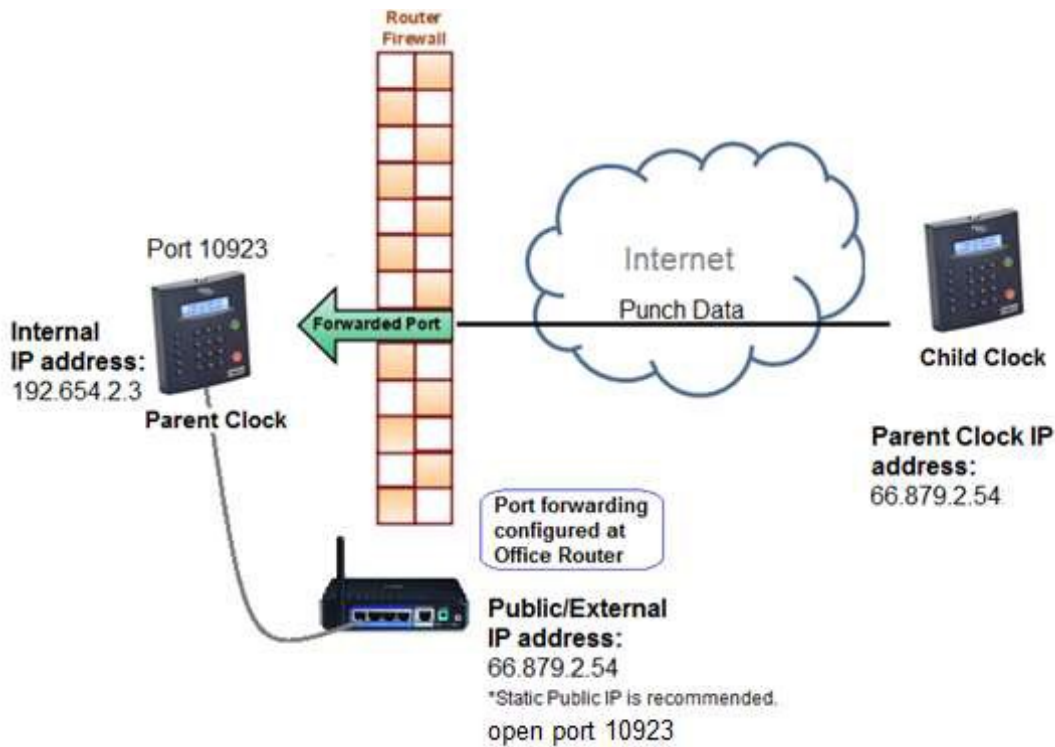 Router
Firewall
Port 10923
Internet
Punch Data
Forwarded Port
Internal
IP address:
192.654.2.3
Parent Clock
Child Clock
Parent Clock IP
address:
66.879.2.54
Port forwarding
configured at
Office Router
Public/External
IP address:
66.879.2.54
*Static Public IP is recommended.
open port 10923